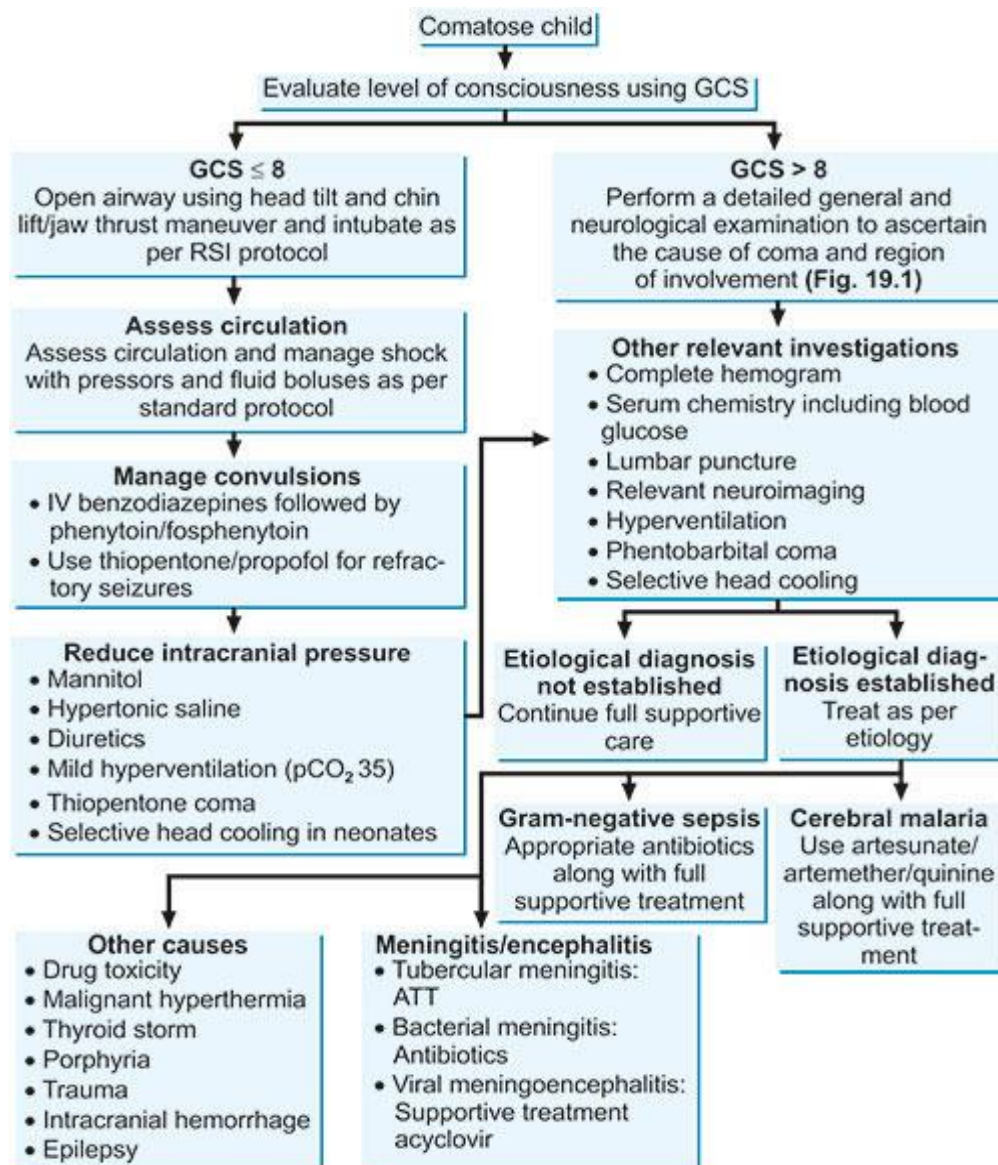 Comatose child
Evaluate level of consciousness using GCS
GCS ≤ 8
Open airway using head tilt and chin
lift/jaw thrust maneuver and intubate as
per RSI protocol
Assess circulation
Assess circulation and manage shock
with pressors and fluid boluses as per
standard protocol
Manage convulsions
• IV benzodiazepines followed by
phenytoin/fosphenytoin
• Use thiopentone/propofol for refrac-
tory seizures
Reduce intracranial pressure
• Mannitol
• Hypertonic saline
• Diuretics
• Mild hyperventilation (pCO₂ 35)
• Thiopentone coma
• Selective head cooling in neonates
GCS > 8
Perform a detailed general and
neurological examination to ascertain
the cause of coma and region
of involvement (Fig. 19.1)
Other relevant investigations
• Complete hemogram
• Serum chemistry including blood
glucose
• Lumbar puncture
• Relevant neuroimaging
• Hyperventilation
• Phentobarbital coma
• Selective head cooling
Etiological diagnosis
not established
Continue full supportive
care
Etiological diag-
nosis established
Treat as per
etiology
Gram-negative sepsis
Appropriate antibiotics
along with full
supportive treatment
Cerebral malaria
Use artesunate/
artemether/quinine
along with full
supportive treat-
ment
Other causes
• Drug toxicity
• Malignant hyperthermia
• Thyroid storm
• Porphyria
• Trauma
• Intracranial hemorrhage
• Epilepsy
Meningitis/encephalitis
• Tubercular meningitis:
ATT
• Bacterial meningitis:
Antibiotics
• Viral meningoencephalitis:
Supportive treatment
acyclovir